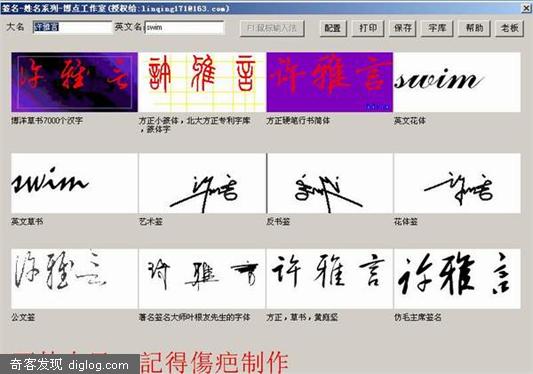 签名-姓名系列-博点工作室(授权给:linqing171@163.com)
大名 许雅言 英文名 swim F1鼠标输入法 配置 打印 保存 字库 帮助 老板
许雅言 許雅言 许雅言 swim
博洋草书7000个汉字 方正小篆体，北大方正专利字库，篆体字 方正硬笔行书简体 英文花体
swim
英文草书 艺术签 反书签 花体签
许雅言 许雅言 许雅言 许雅言
公文签 著名签名大师叶根友先生的字体 方正，草书，黄庭坚 仿毛主席签名
記得傷疤制作
奇客发现 diglog.com